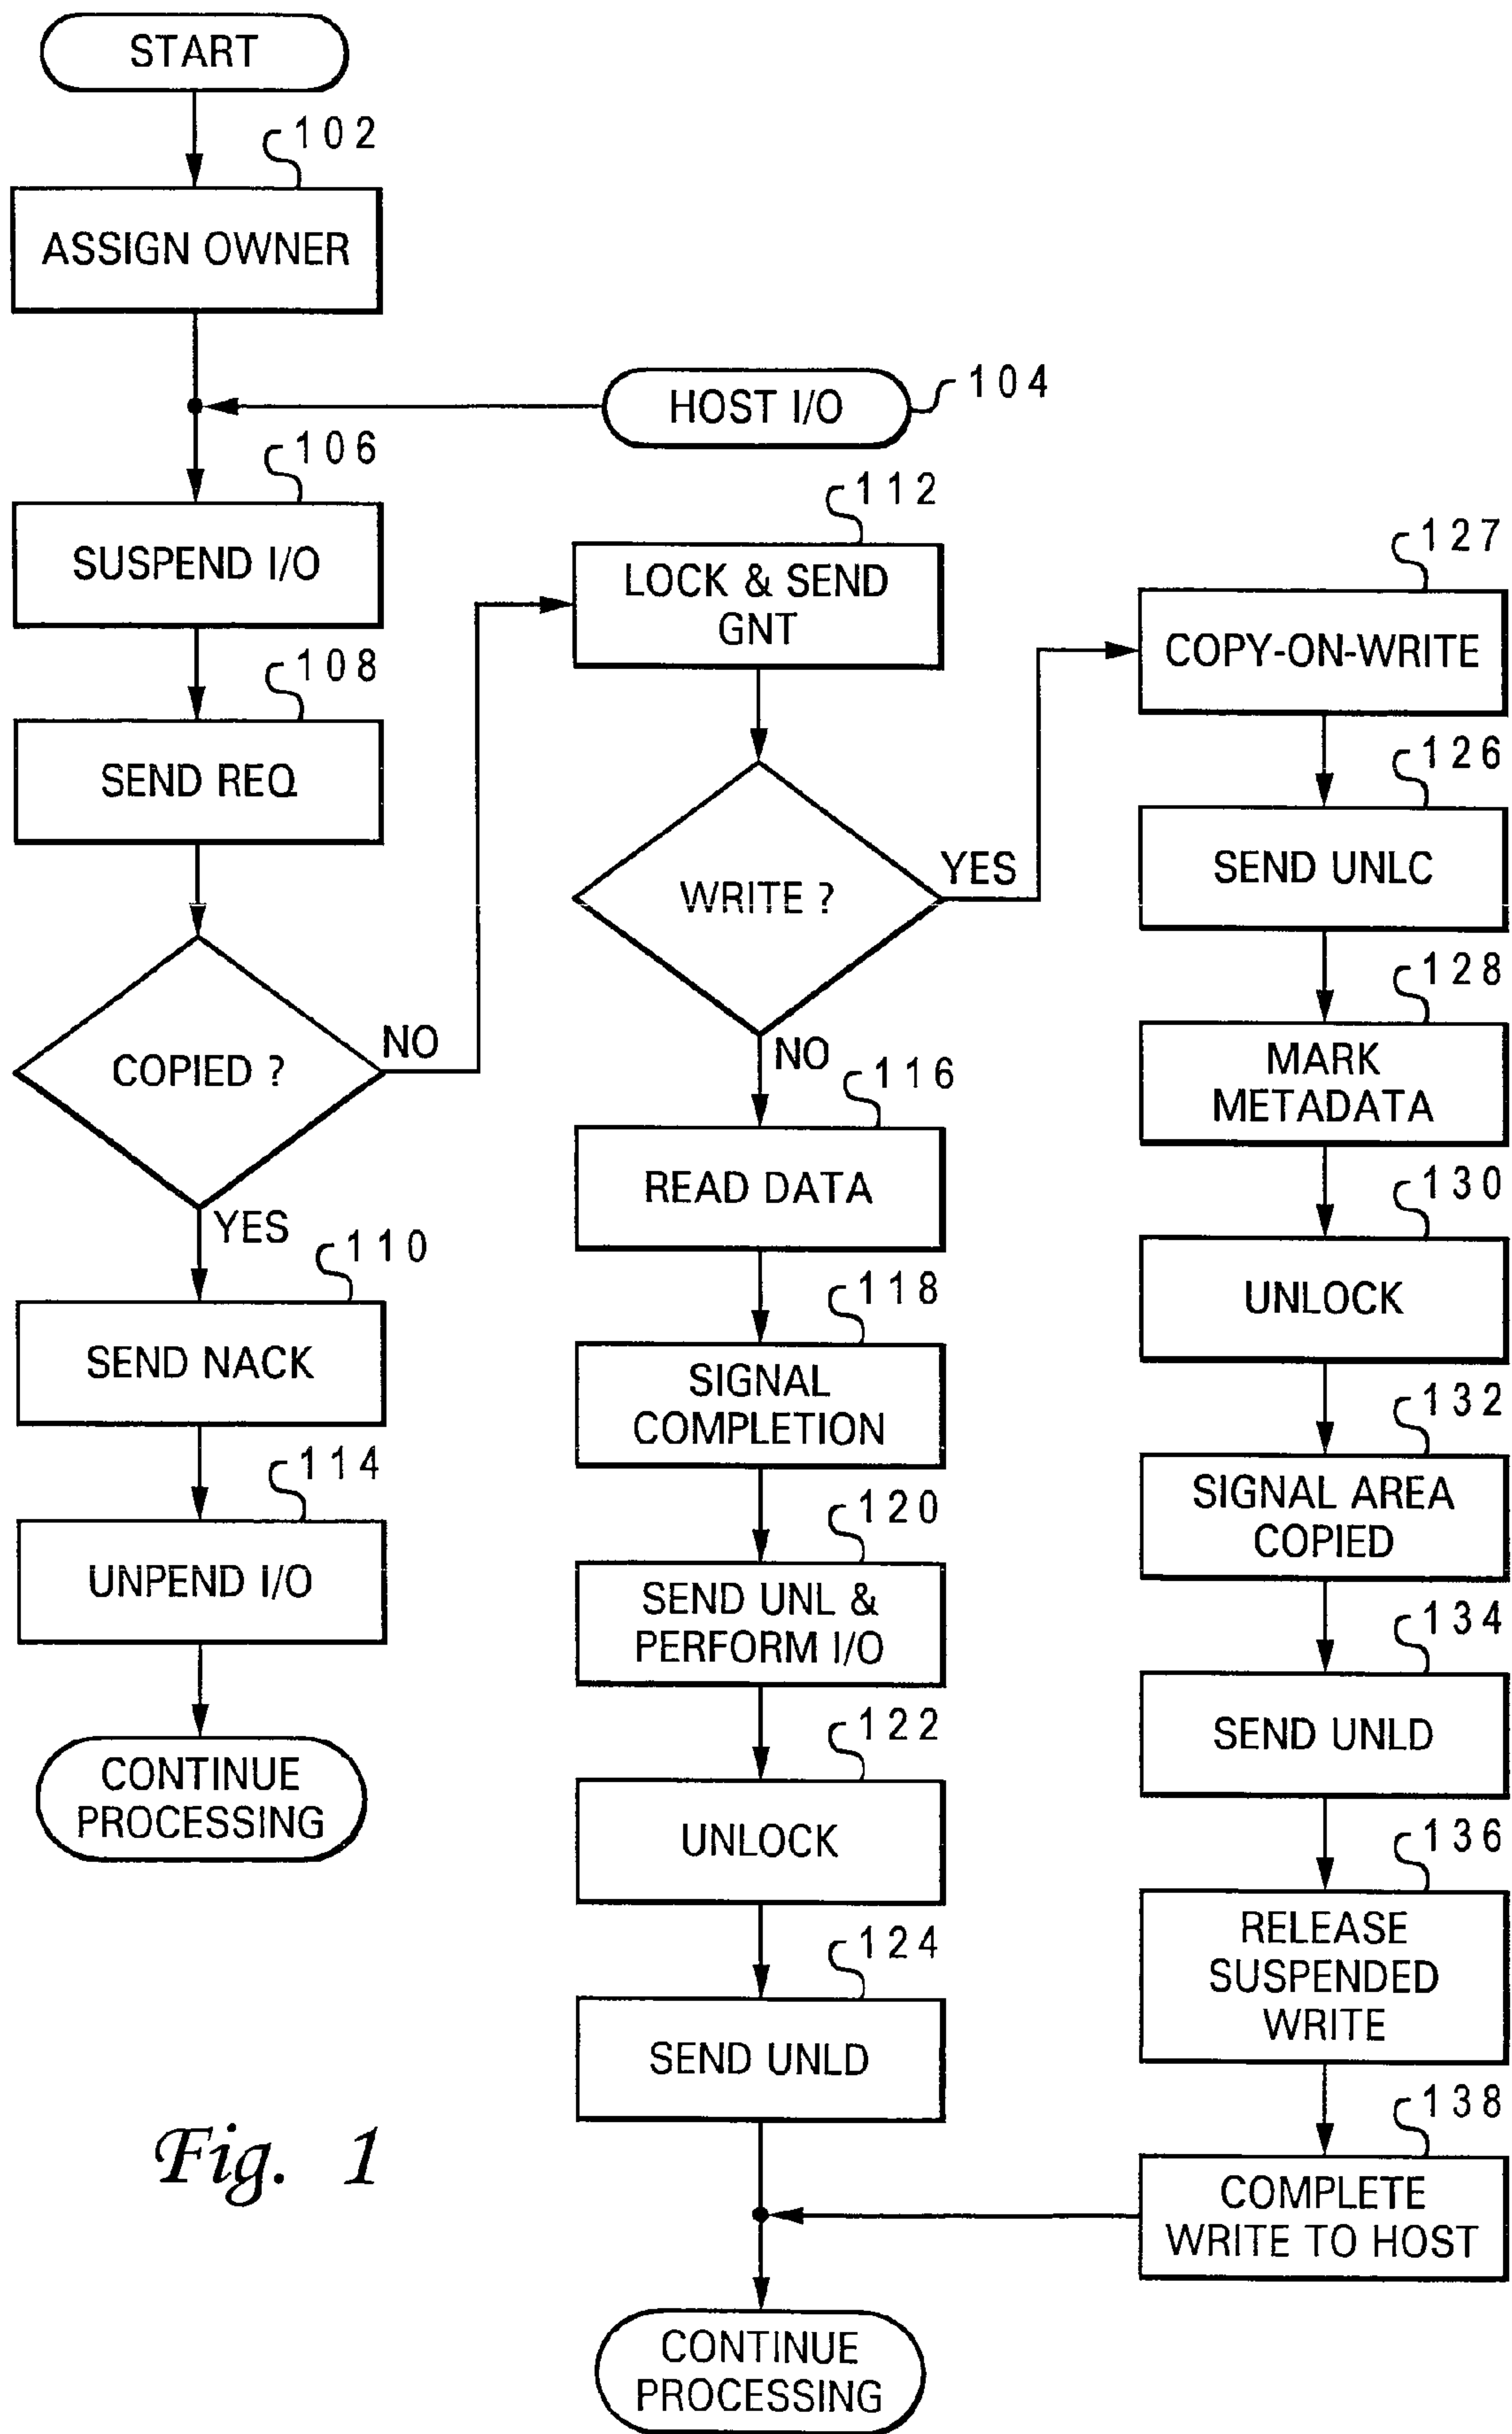 START
102
ASSIGN OWNER
HOST I/O
104
106
SUSPEND I/O
108
SEND REQ
COPIED ?
NO
YES
110
SEND NACK
114
UNPEND I/O
CONTINUE
PROCESSING
112
LOCK & SEND
GNT
WRITE ?
YES
NO
116
READ DATA
118
SIGNAL
COMPLETION
120
SEND UNL &
PERFORM I/O
122
UNLOCK
124
SEND UNLD
127
COPY-ON-WRITE
126
SEND UNLC
128
MARK
METADATA
130
UNLOCK
132
SIGNAL AREA
COPIED
134
SEND UNLD
136
RELEASE
SUSPENDED
WRITE
138
COMPLETE
WRITE TO HOST
CONTINUE
PROCESSING
Fig. 1